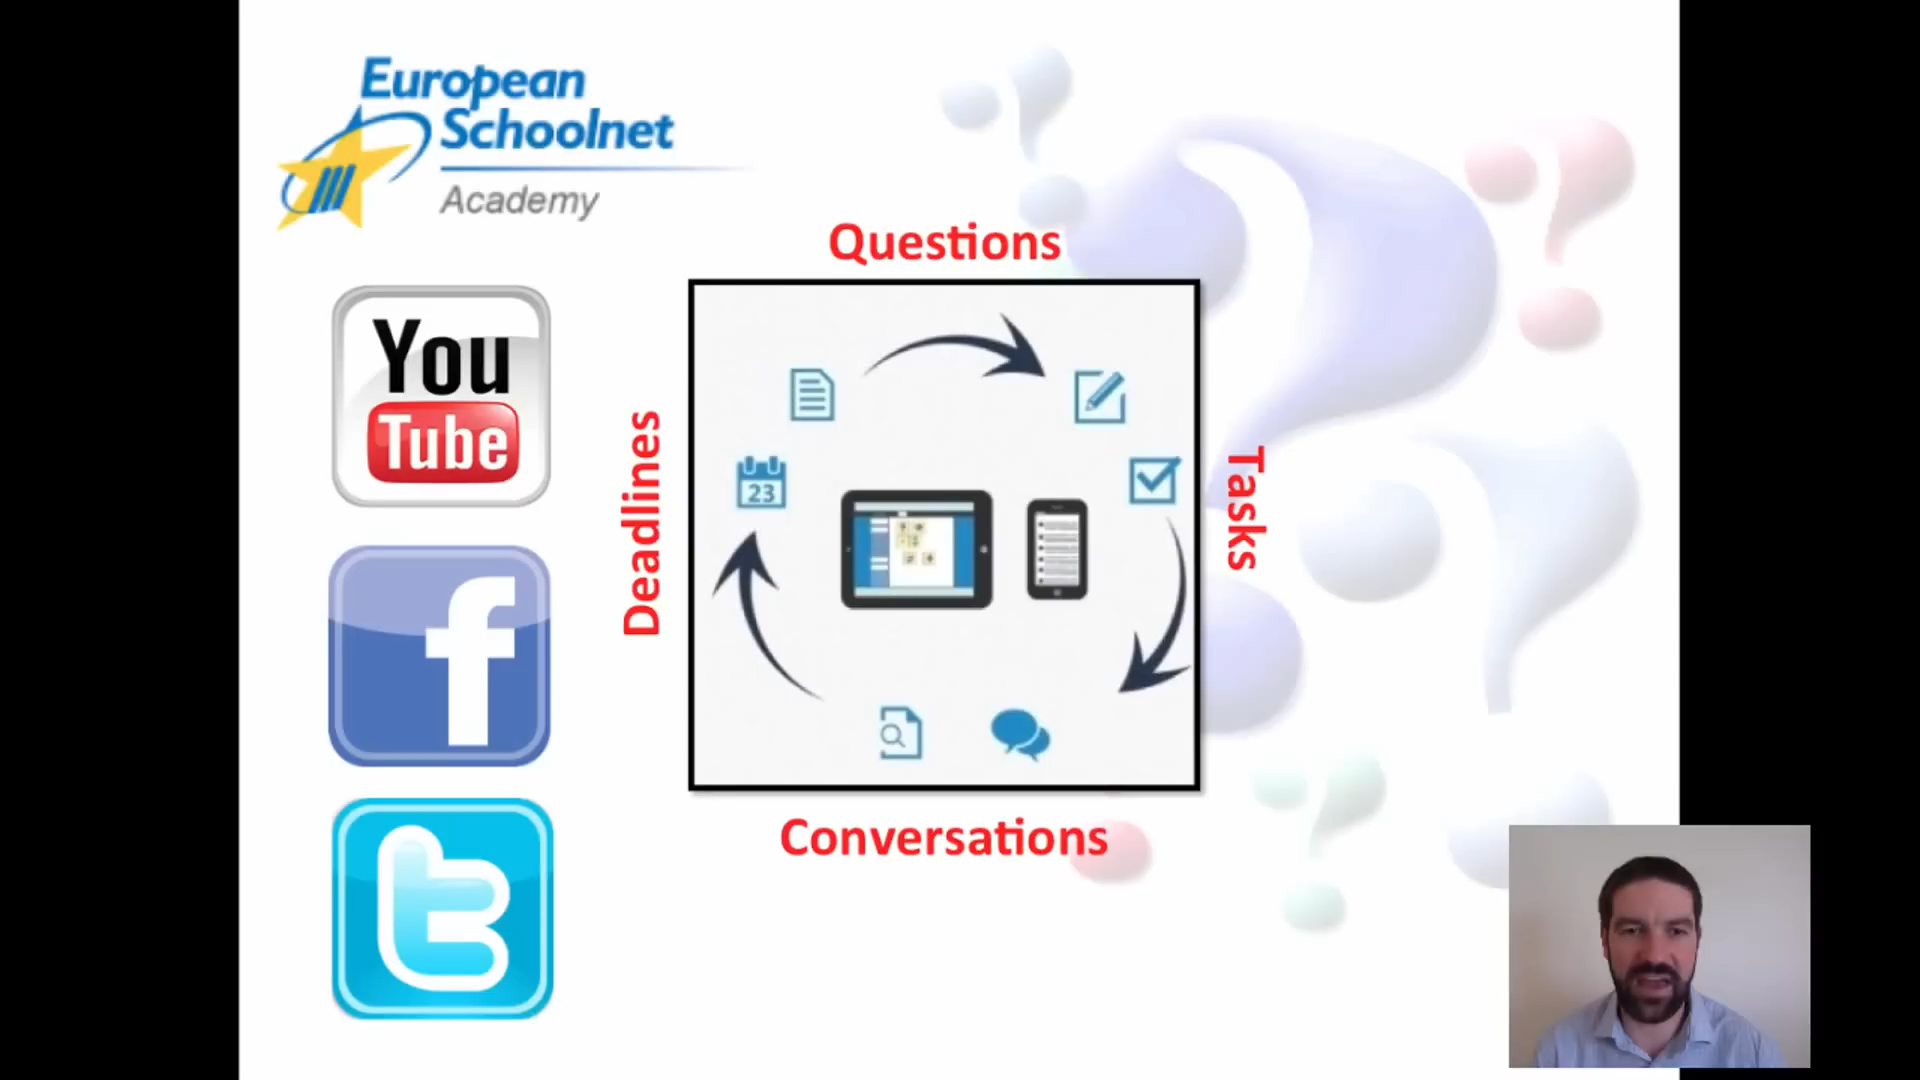 European
Schoolnet
Academy
Questions
You
Tube
Deadlines
23
Tasks
f
t
Conversations